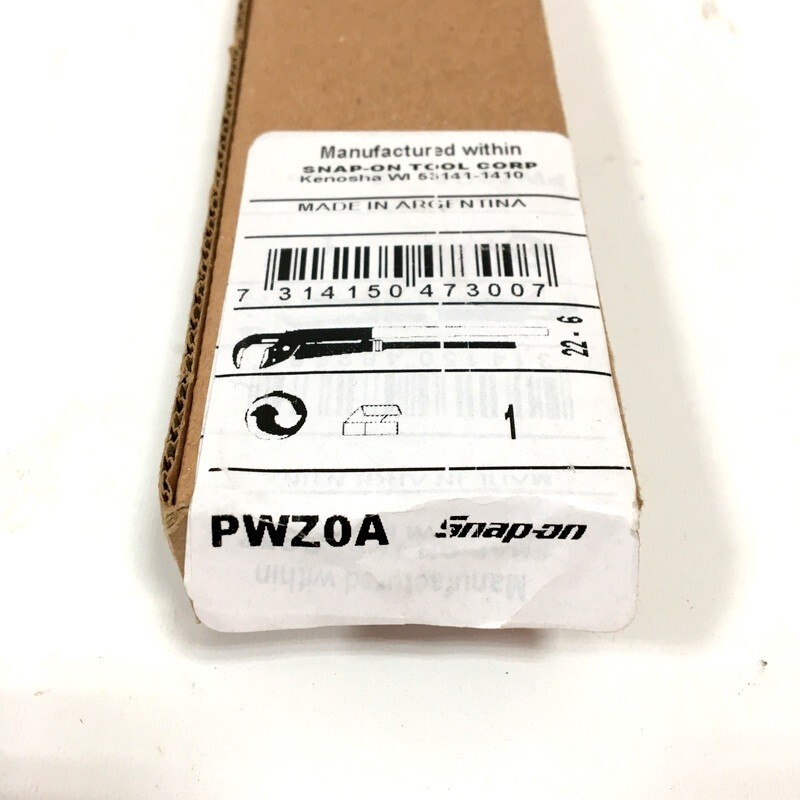 Manufactured within
SNAP-ON TOOL CORP
Kenosha WI 53141-1410
MADE IN ARGENTINA
7 314150 473007
22 - 6
1
PWZ0A Snap-on